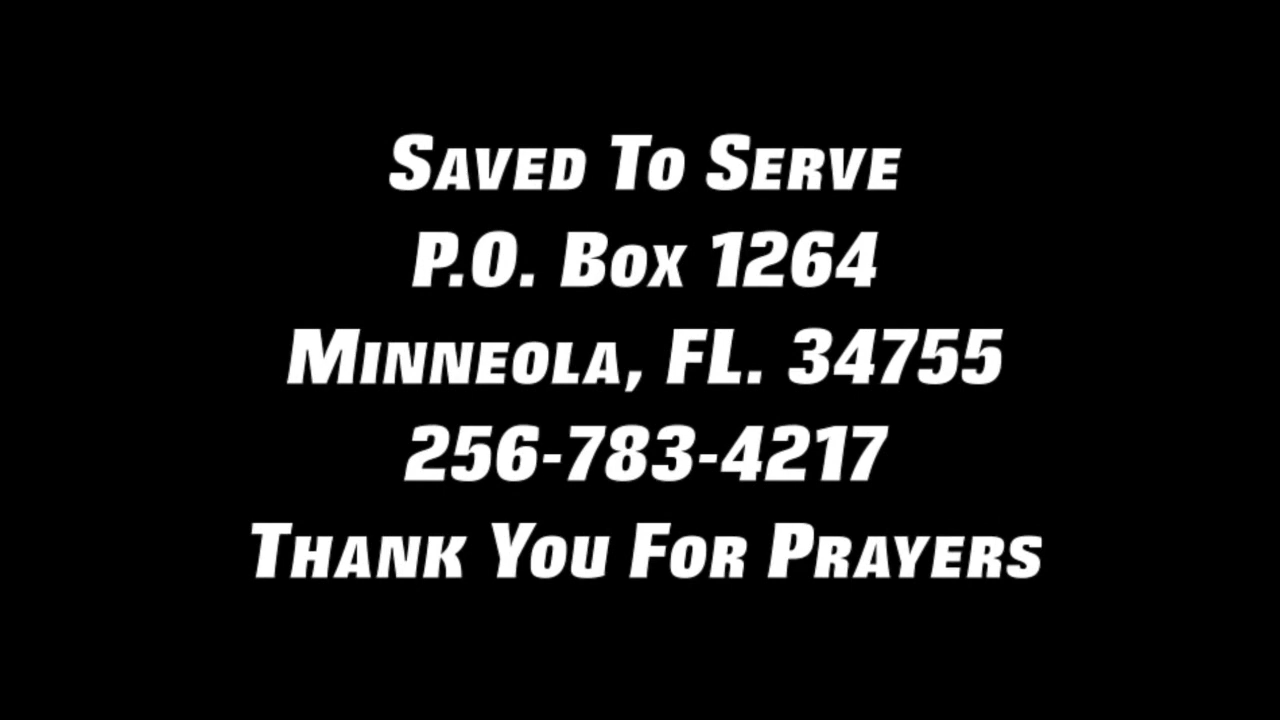 Saved To Serve
P.O. Box 1264
Minneola, FL. 34755
256-783-4217
Thank You For Prayers